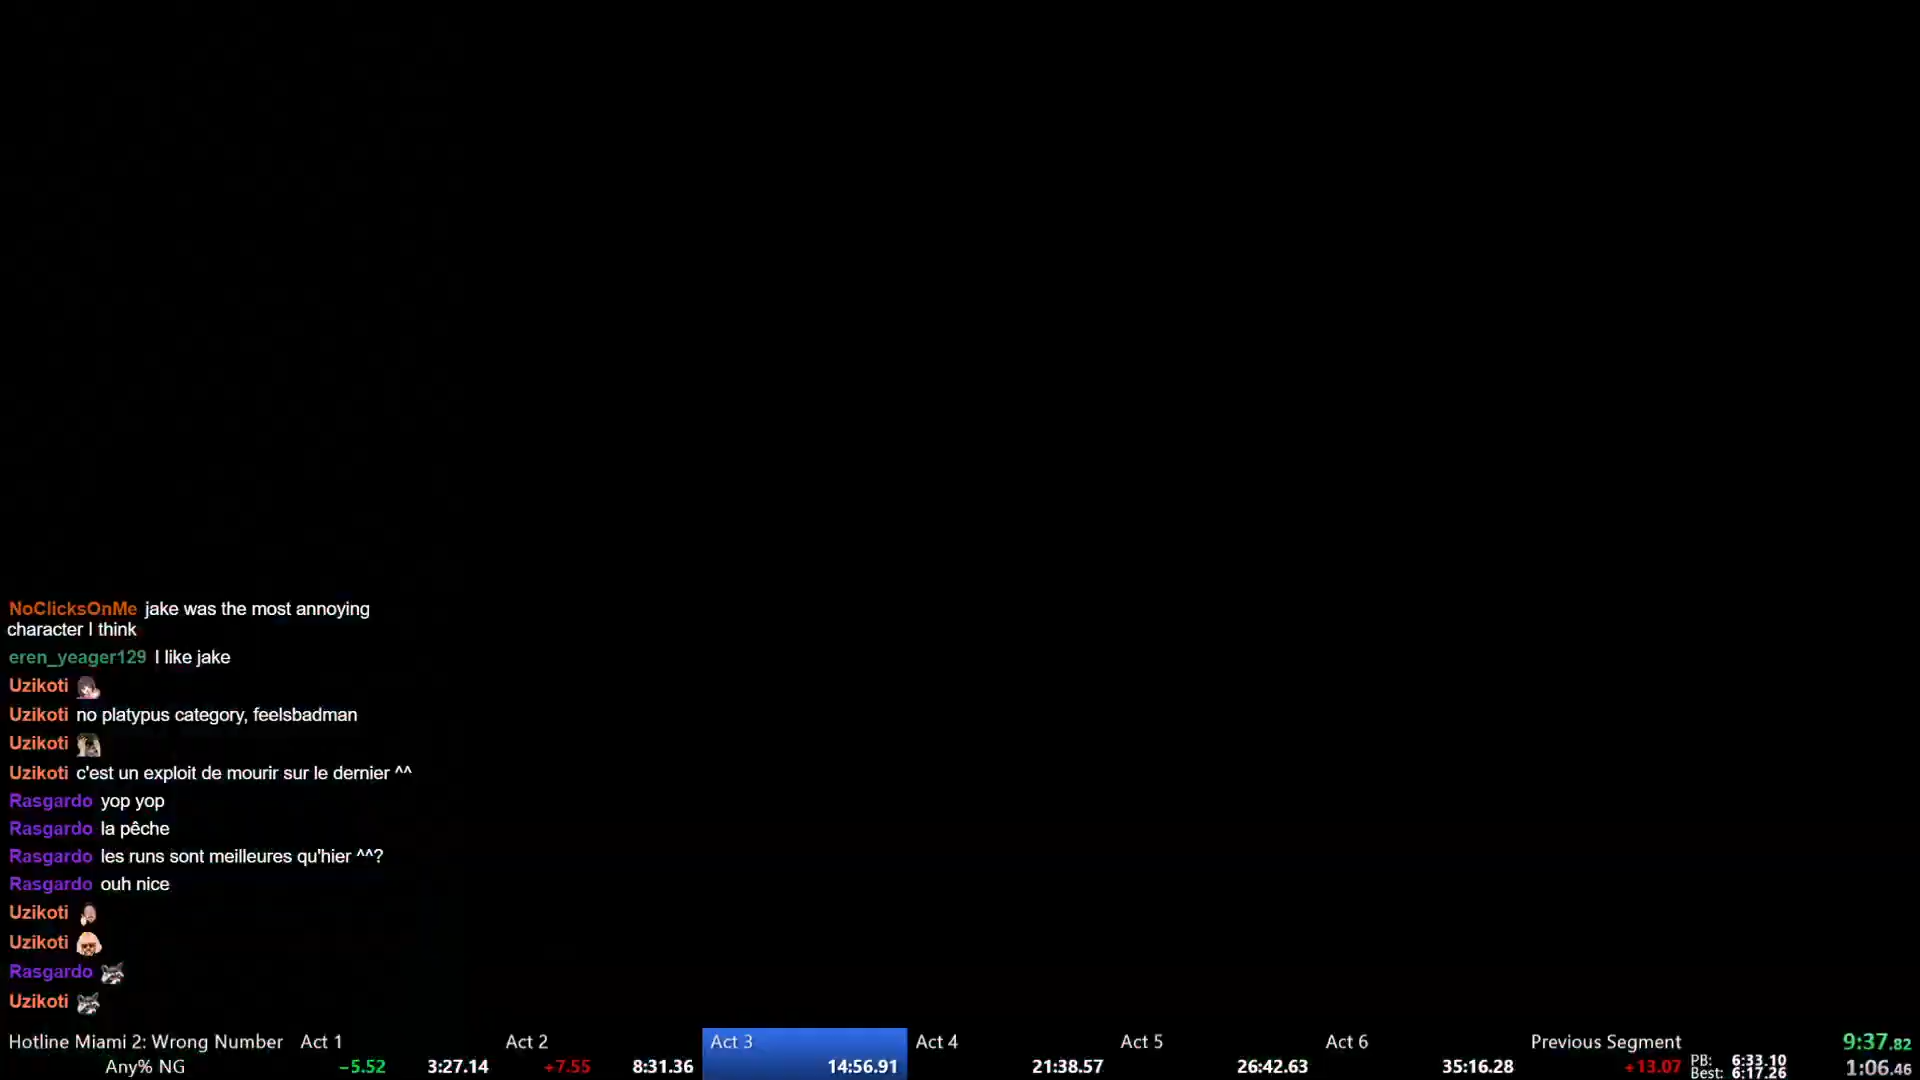 NoClicksOnMe jake was the most annoying
character I think
eren_yeager129 I like jake
Uzikoti
Uzikoti no platypus category, feelsbadman
Uzikoti
Uzikoti c'est un exploit de mourir sur le dernier ^^
Rasgardo yop yop
Rasgardo la pêche
Rasgardo les runs sont meilleures qu'hier ^^?
Rasgardo ouh nice
Uzikoti
Uzikoti
Rasgardo
Uzikoti
Hotline Miami 2: Wrong Number Act 1 Act 2 Act 3 Act 4 Act 5 Act 6 Previous Segment 9:37.82
Any% NG −5.52 3:27.14 +7.55 8:31.36 14:56.91 21:38.57 26:42.63 35:16.28 +13.07 PB: 6:33.10 1:06.46
Best: 6:17.26